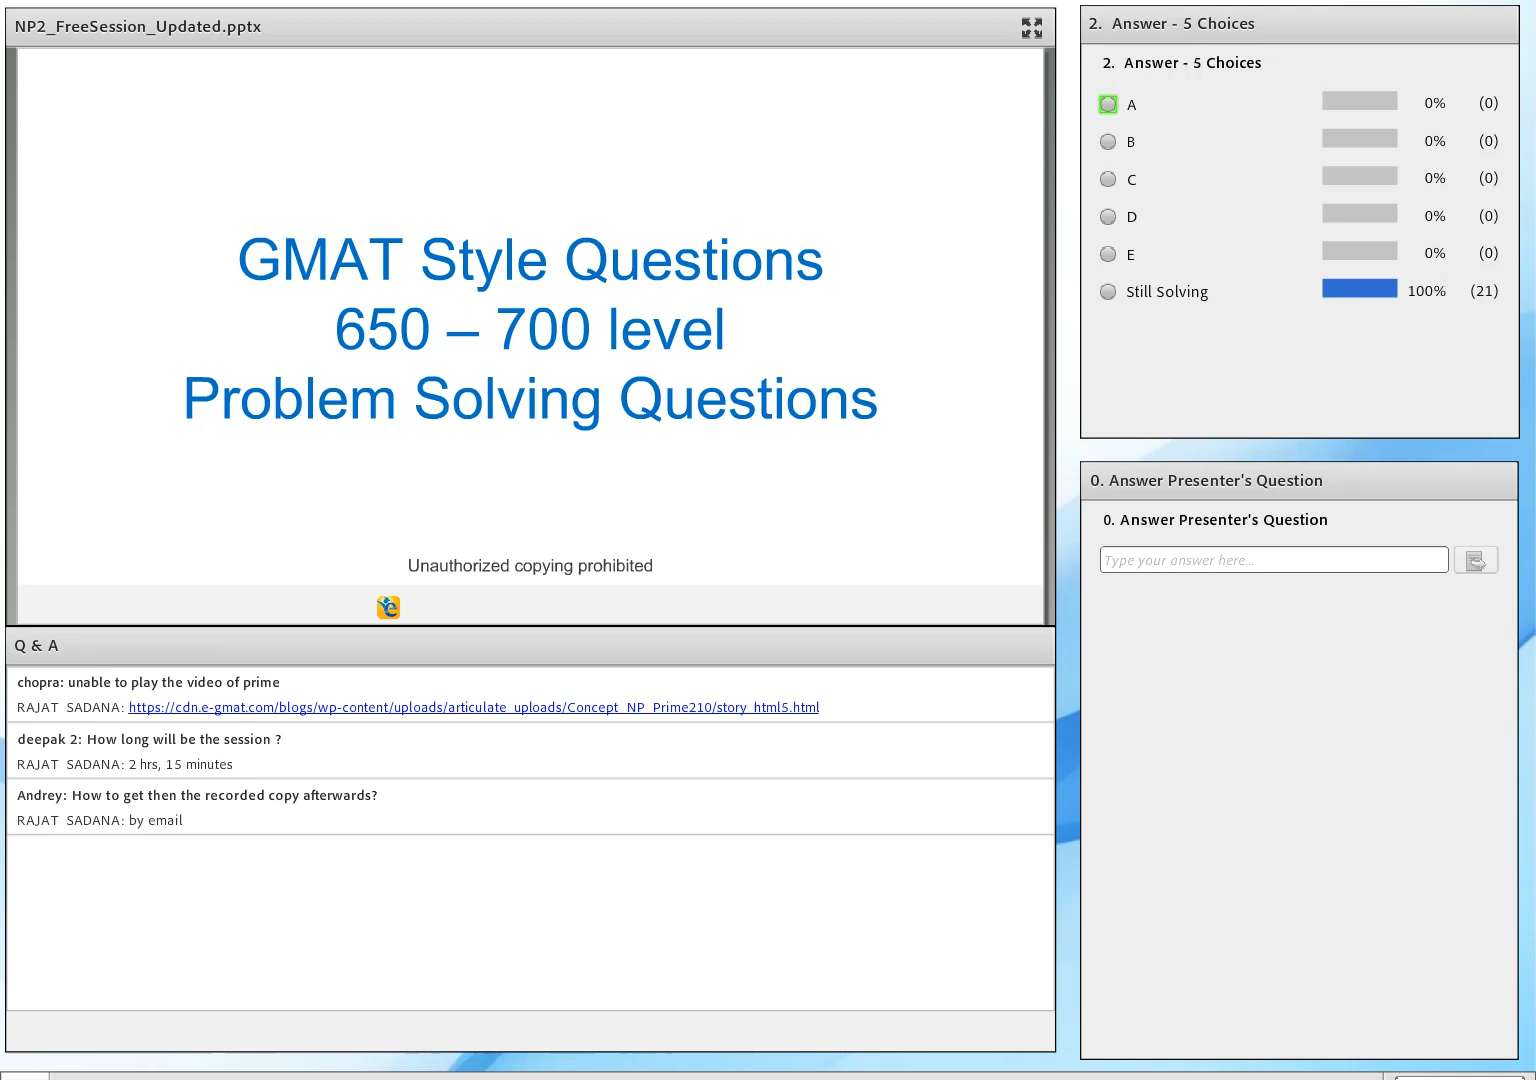 NP2_FreeSession_Updated.pptx
GMAT Style Questions
650 – 700 level
Problem Solving Questions
Unauthorized copying prohibited
Q & A
chopra: unable to play the video of prime
RAJAT SADANA: https://cdn.e-gmat.com/blogs/wp-content/uploads/articulate_uploads/Concept_NP_Prime210/story_html5.html
deepak 2: How long will be the session ?
RAJAT SADANA: 2 hrs, 15 minutes
Andrey: How to get then the recorded copy afterwards?
RAJAT SADANA: by email
2. Answer - 5 Choices
2. Answer - 5 Choices
A 0% (0)
B 0% (0)
C 0% (0)
D 0% (0)
E 0% (0)
Still Solving 100% (21)
0. Answer Presenter's Question
0. Answer Presenter's Question
Type your answer here...